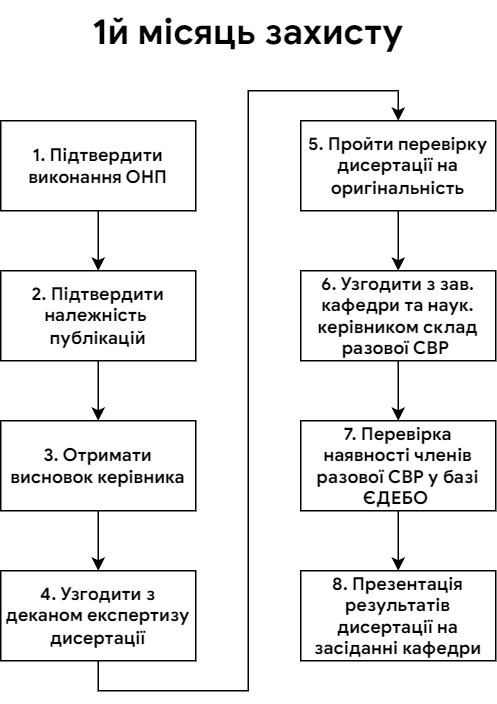 1й місяць захисту
1. Підтвердити
виконання ОНП
2. Підтвердити
належність
публікацій
3. Отримати
висновок керівника
4. Узгодити з
деканом експертизу
дисертації
5. Пройти перевірку
дисертації на
оригінальність
6. Узгодити з зав.
кафедри та наук.
керівником склад
разової СВР
7. Перевірка
наявності членів
разової СВР у базі
ЄДЕБО
8. Презентація
результатів
дисертації на
засіданні кафедри